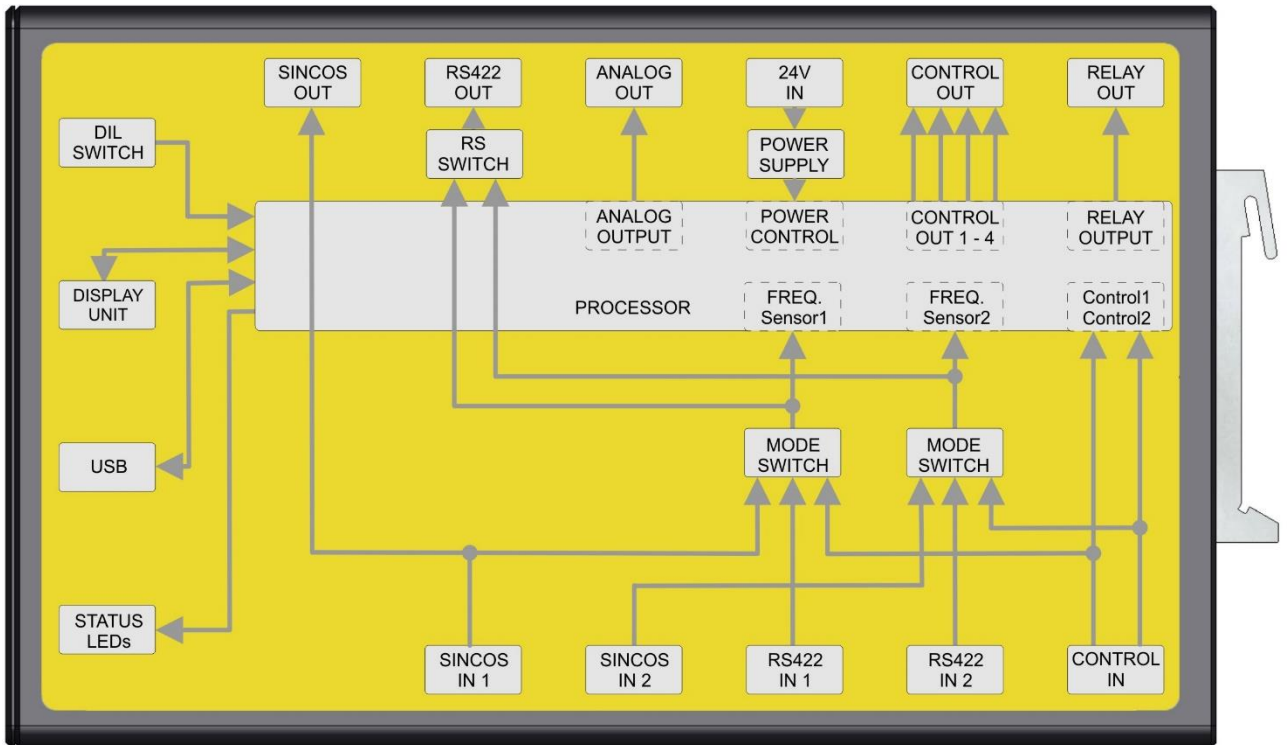 SINCOS
OUT
RS422
OUT
ANALOG
OUT
24V
IN
CONTROL
OUT
RELAY
OUT
DIL
SWITCH
RS
SWITCH
POWER
SUPPLY
ANALOG
OUTPUT
POWER
CONTROL
CONTROL
OUT 1 - 4
RELAY
OUTPUT
DISPLAY
UNIT
PROCESSOR
FREQ.
Sensor1
FREQ.
Sensor2
Control1
Control2
USB
MODE
SWITCH
MODE
SWITCH
STATUS
LEDs
SINCOS
IN 1
SINCOS
IN 2
RS422
IN 1
RS422
IN 2
CONTROL
IN